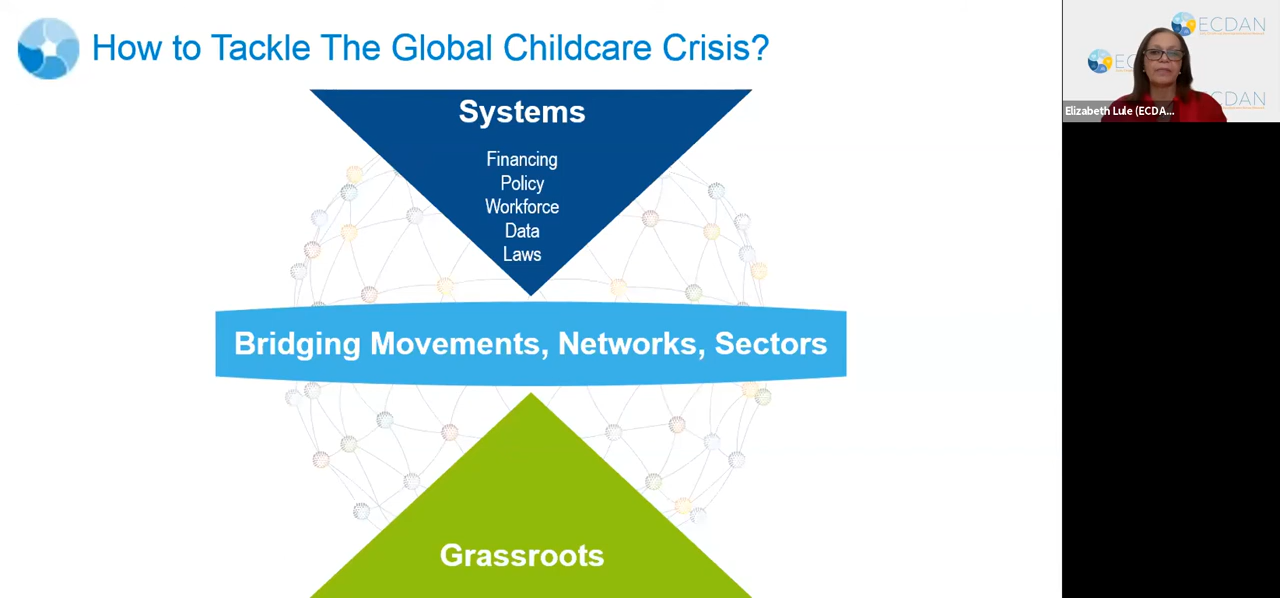 How to Tackle The Global Childcare Crisis?
Systems
Financing
Policy
Workforce
Data
Laws
Bridging Movements, Networks, Sectors
Grassroots
ECDAN
Elizabeth Lule (ECDA...